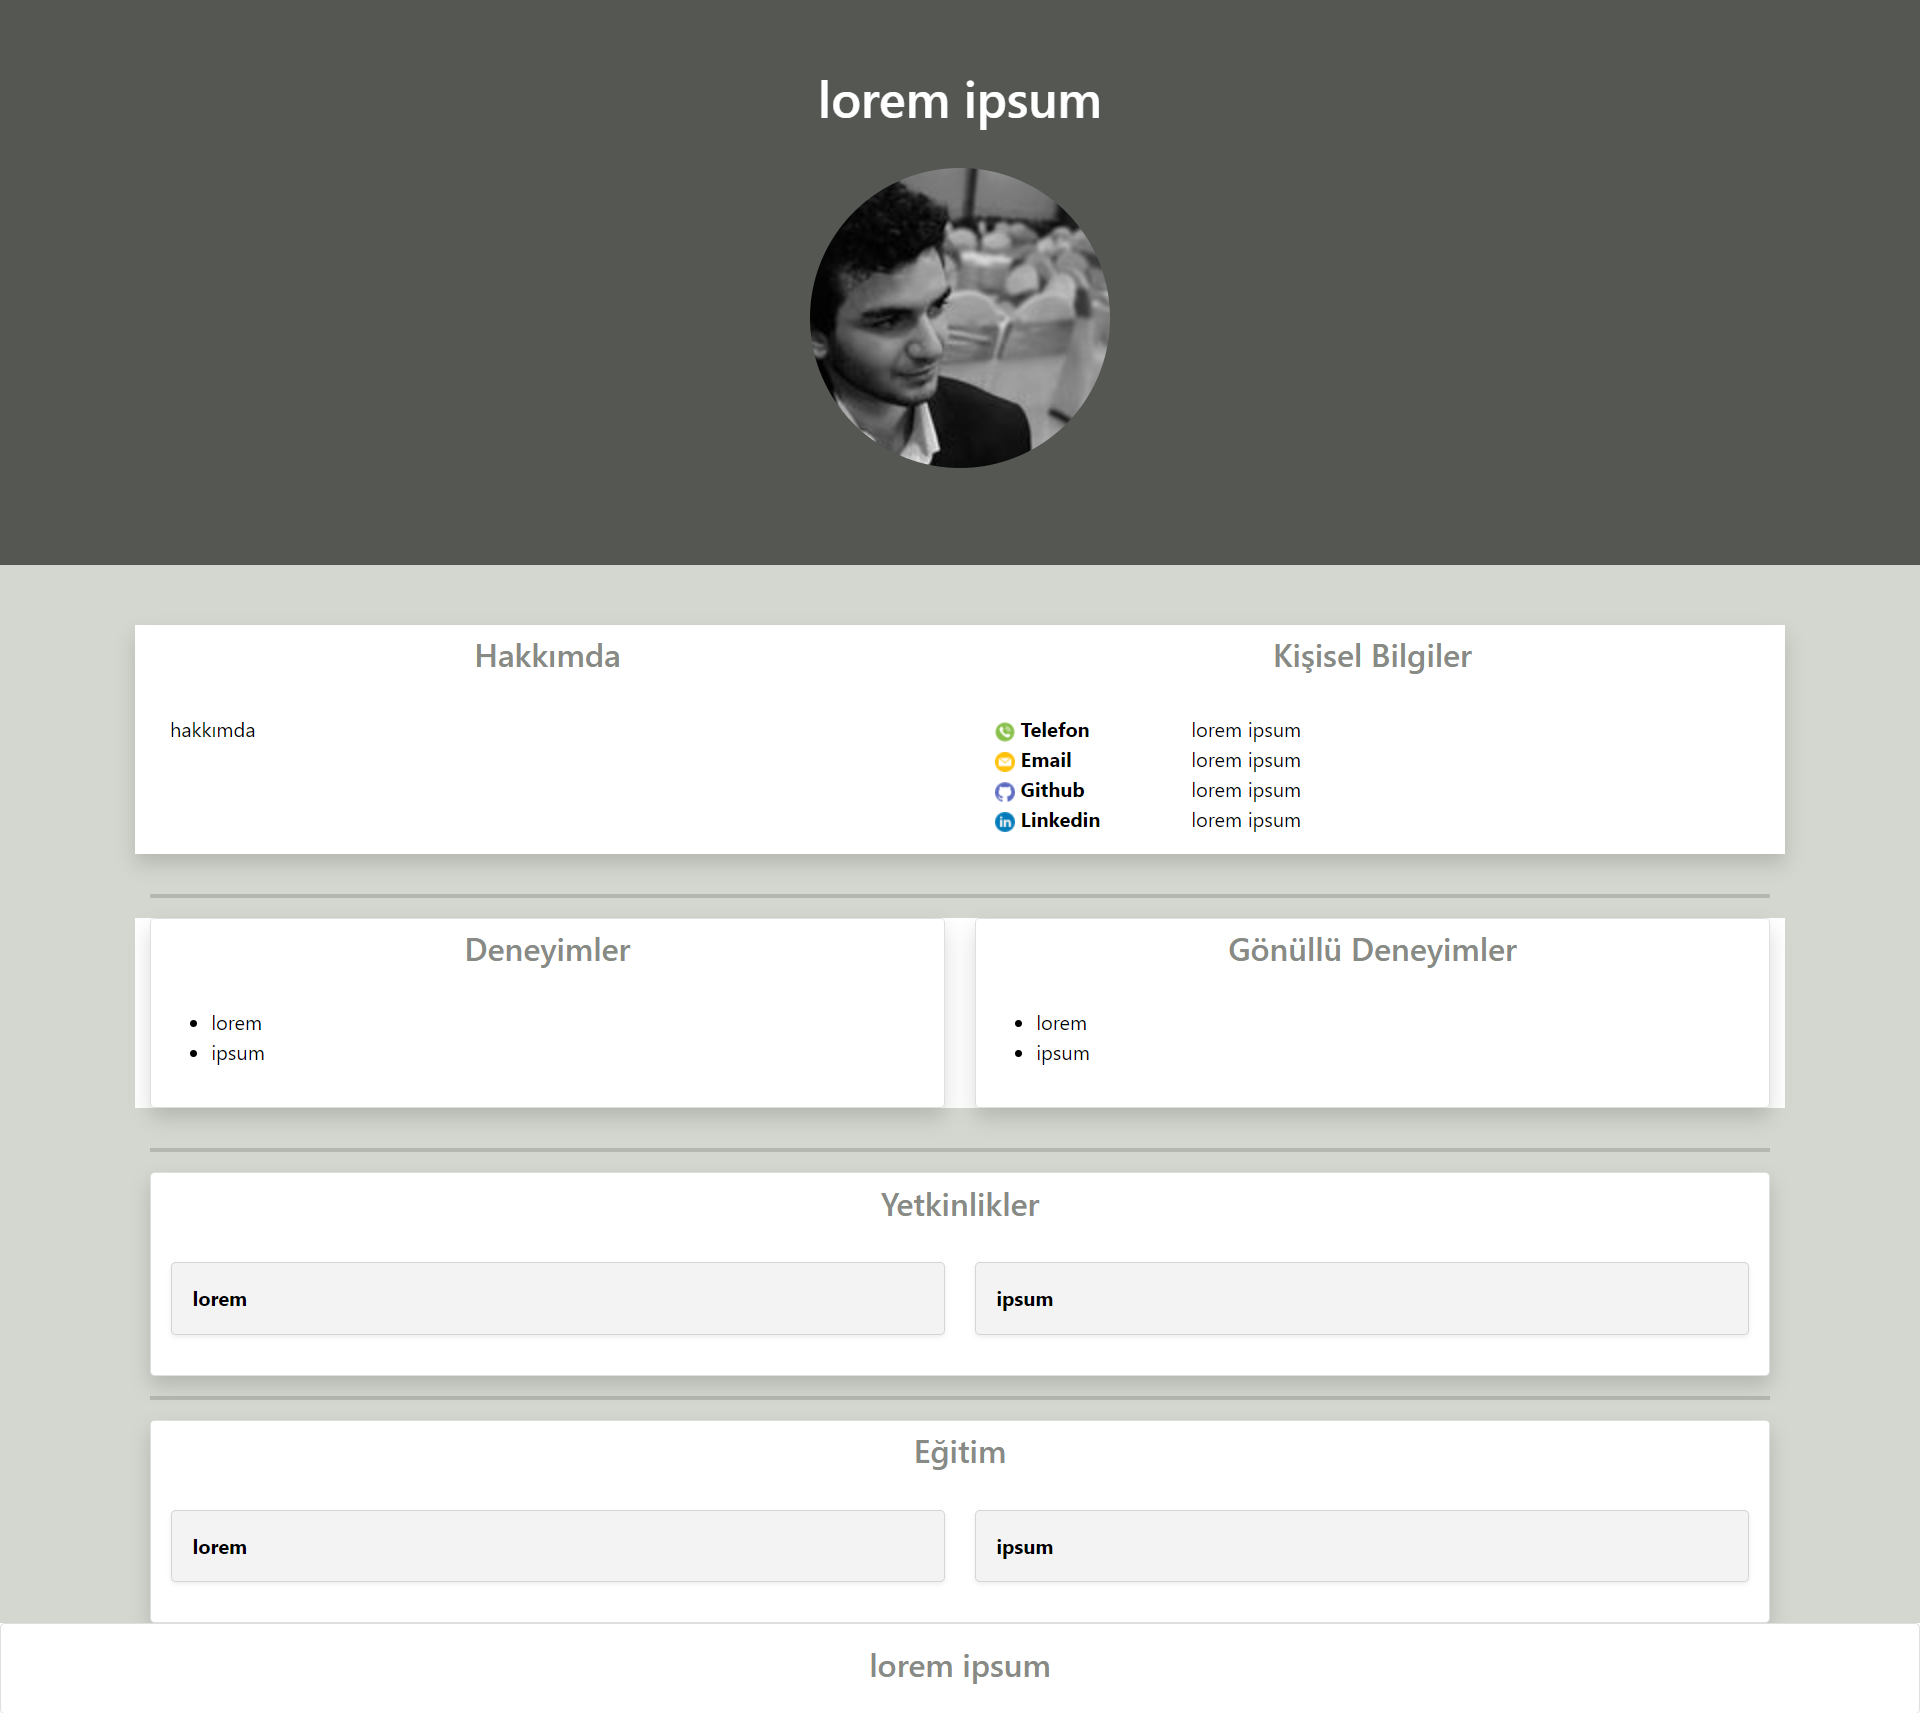 lorem ipsum
Hakkımda
hakkımda
Kişisel Bilgiler
Telefon lorem ipsum
Email lorem ipsum
Github lorem ipsum
Linkedin lorem ipsum
Deneyimler
lorem
ipsum
Gönüllü Deneyimler
lorem
ipsum
Yetkinlikler
lorem
ipsum
Eğitim
lorem
ipsum
lorem ipsum